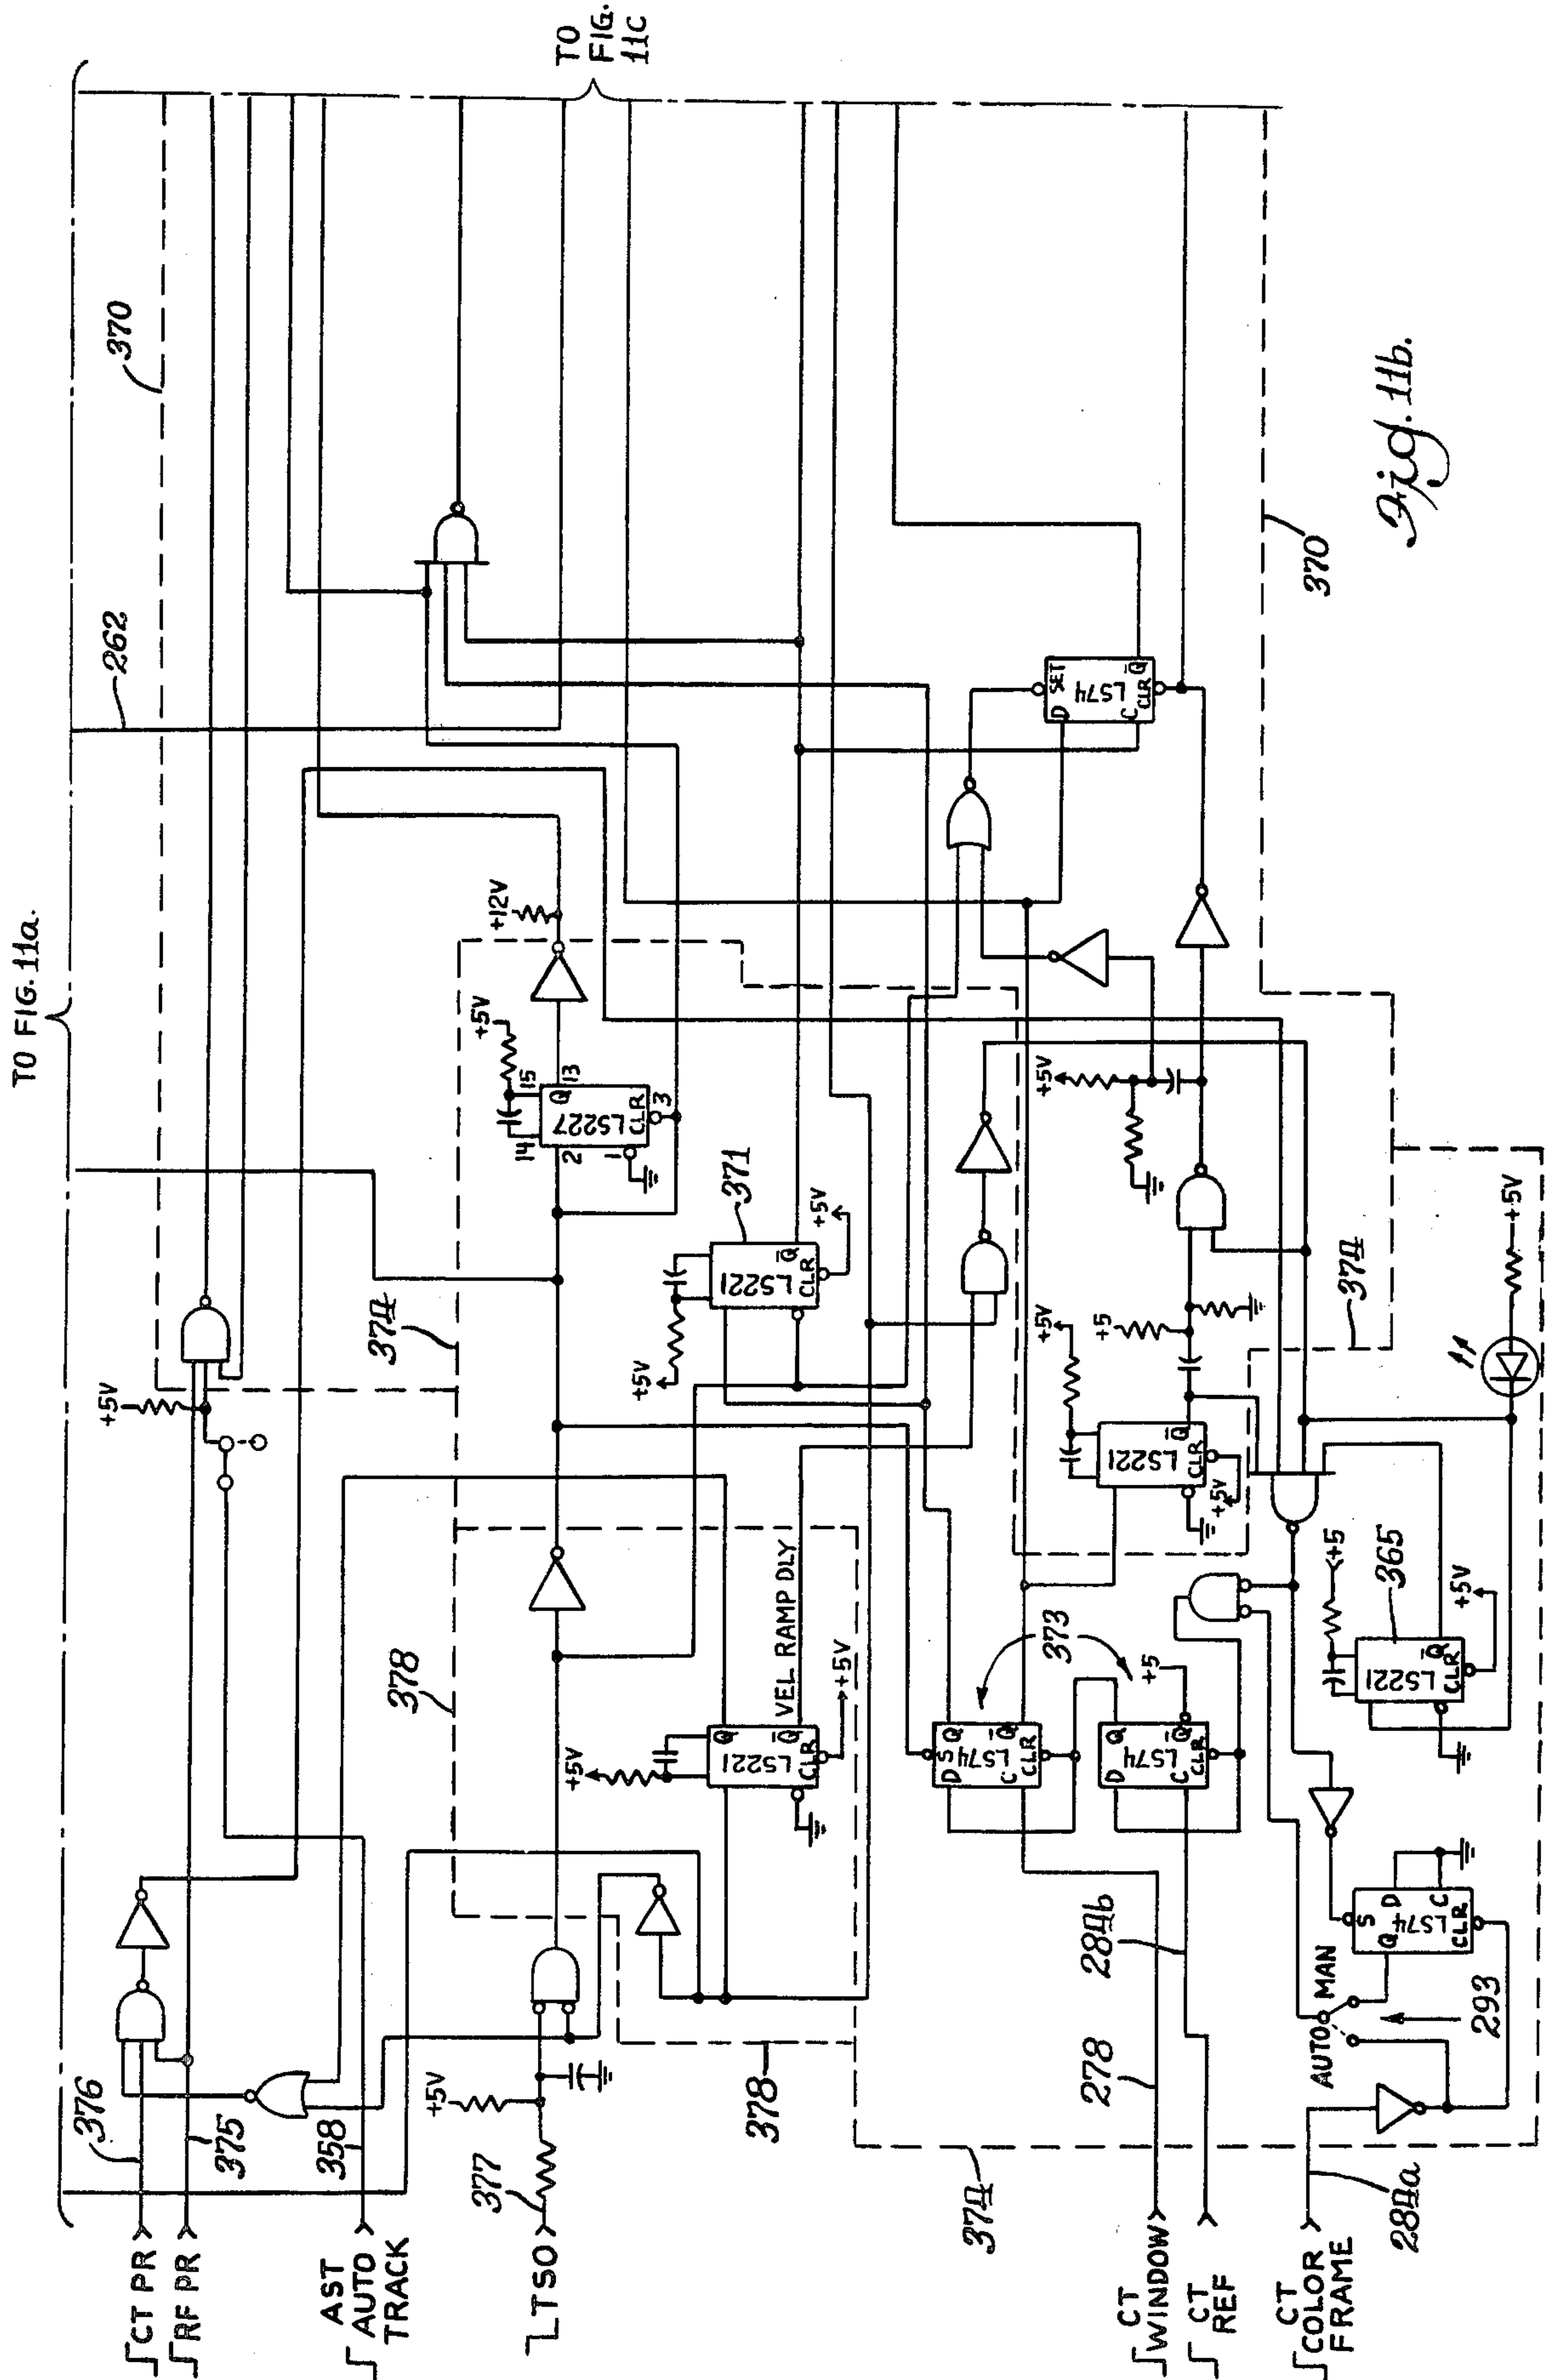 TO FIG. 11a.
TO
FIG.
11C
370
262
376
375
358
CT PR
RF PR
AST
AUTO
TRACK
+5V
377
TSO
+5V
378
378
374
+5V
15
14
Q
13
2
LS227
1
CLR
3
+12V
+5V
Q
LS221
Q
CLR
+5V
VEL RAMP DLY
+5V
371
LS221
Q
CLR
+5V
373
S
Q
D
LS74
C
Q
CLR
Q
D
LS74
C
Q
CLR
+5
+5V
LS221
Q
CLR
+5V
+5
+5V
374
SET
D
LS74
C
Q
CLR
370
374
278
284b
CT
WINDOW
CT
REF
CT
COLOR
FRAME
284a
AUTO
MAN
293
S
D
Q
LS74
C
CLR
+5
365
LS221
Q
CLR
+5V
+5V
Fig. 11b.